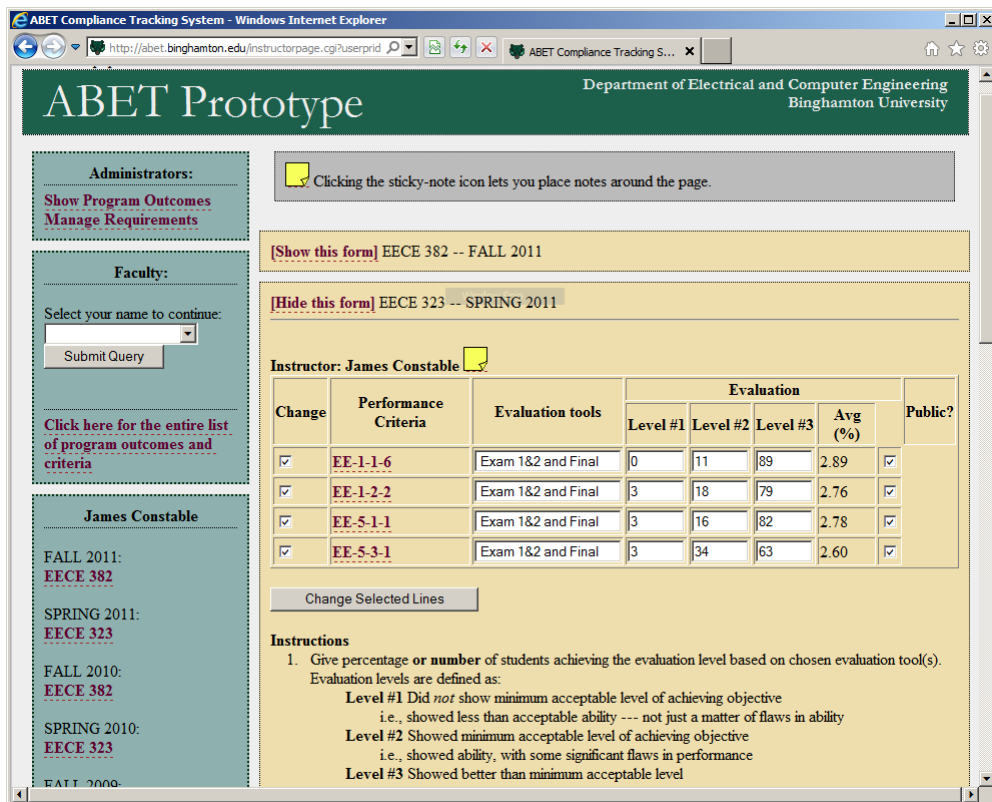 ABET Compliance Tracking System - Windows Internet Explorer
http://abet.binghamton.edu/instructorpage.cgi?userprid
ABET Compliance Tracking S...
ABET Prototype
Department of Electrical and Computer Engineering
Binghamton University
Administrators:
Show Program Outcomes
Manage Requirements
Faculty:
Select your name to continue:
Submit Query
Click here for the entire list
of program outcomes and
criteria
James Constable
FALL 2011:
EECE 382
SPRING 2011:
EECE 323
FALL 2010:
EECE 382
SPRING 2010:
EECE 323
FALL 2009:
Clicking the sticky-note icon lets you place notes around the page.
[Show this form] EECE 382 -- FALL 2011
[Hide this form] EECE 323 -- SPRING 2011
Instructor: James Constable
Change Performance Criteria Evaluation tools Evaluation Public?
Level #1 Level #2 Level #3 Avg (%)
EE-1-1-6 Exam 1&2 and Final 0 11 89 2.89
EE-1-2-2 Exam 1&2 and Final 3 18 79 2.76
EE-5-1-1 Exam 1&2 and Final 3 16 82 2.78
EE-5-3-1 Exam 1&2 and Final 3 34 63 2.60
Change Selected Lines
Instructions
1. Give percentage or number of students achieving the evaluation level based on chosen evaluation tool(s).
Evaluation levels are defined as:
Level #1 Did not show minimum acceptable level of achieving objective
i.e., showed less than acceptable ability --- not just a matter of flaws in ability
Level #2 Showed minimum acceptable level of achieving objective
i.e., showed ability, with some significant flaws in performance
Level #3 Showed better than minimum acceptable level